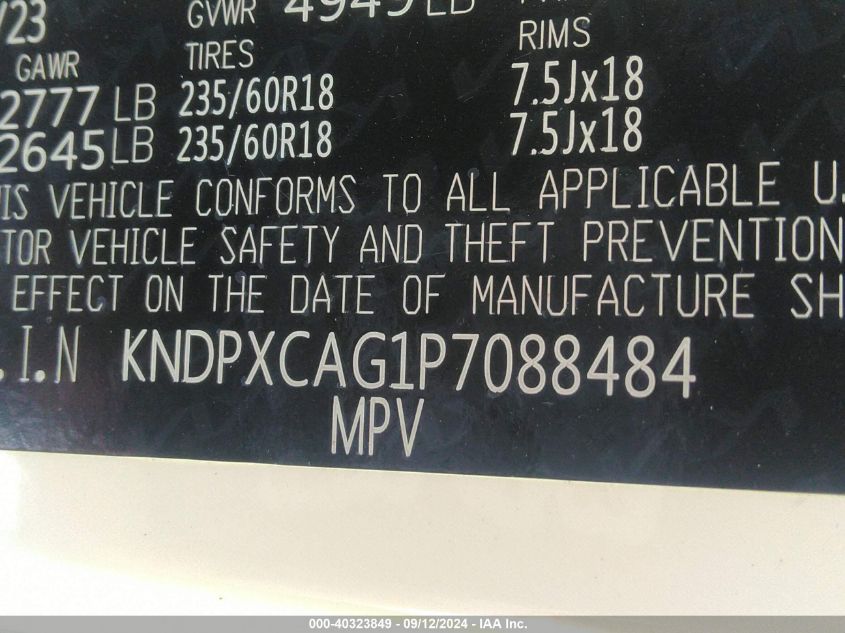 /23 GVWR 4949 LB
GAWR TIRES RIMS
2777 LB 235/60R18 7.5Jx18
2645 LB 235/60R18 7.5Jx18
IS VEHICLE CONFORMS TO ALL APPLICABLE U.
TOR VEHICLE SAFETY AND THEFT PREVENTION
EFFECT ON THE DATE OF MANUFACTURE SH
.I.N KNDPXCAG1P7088484
MPV
000-40323849 - 09/12/2024 - IAA Inc.